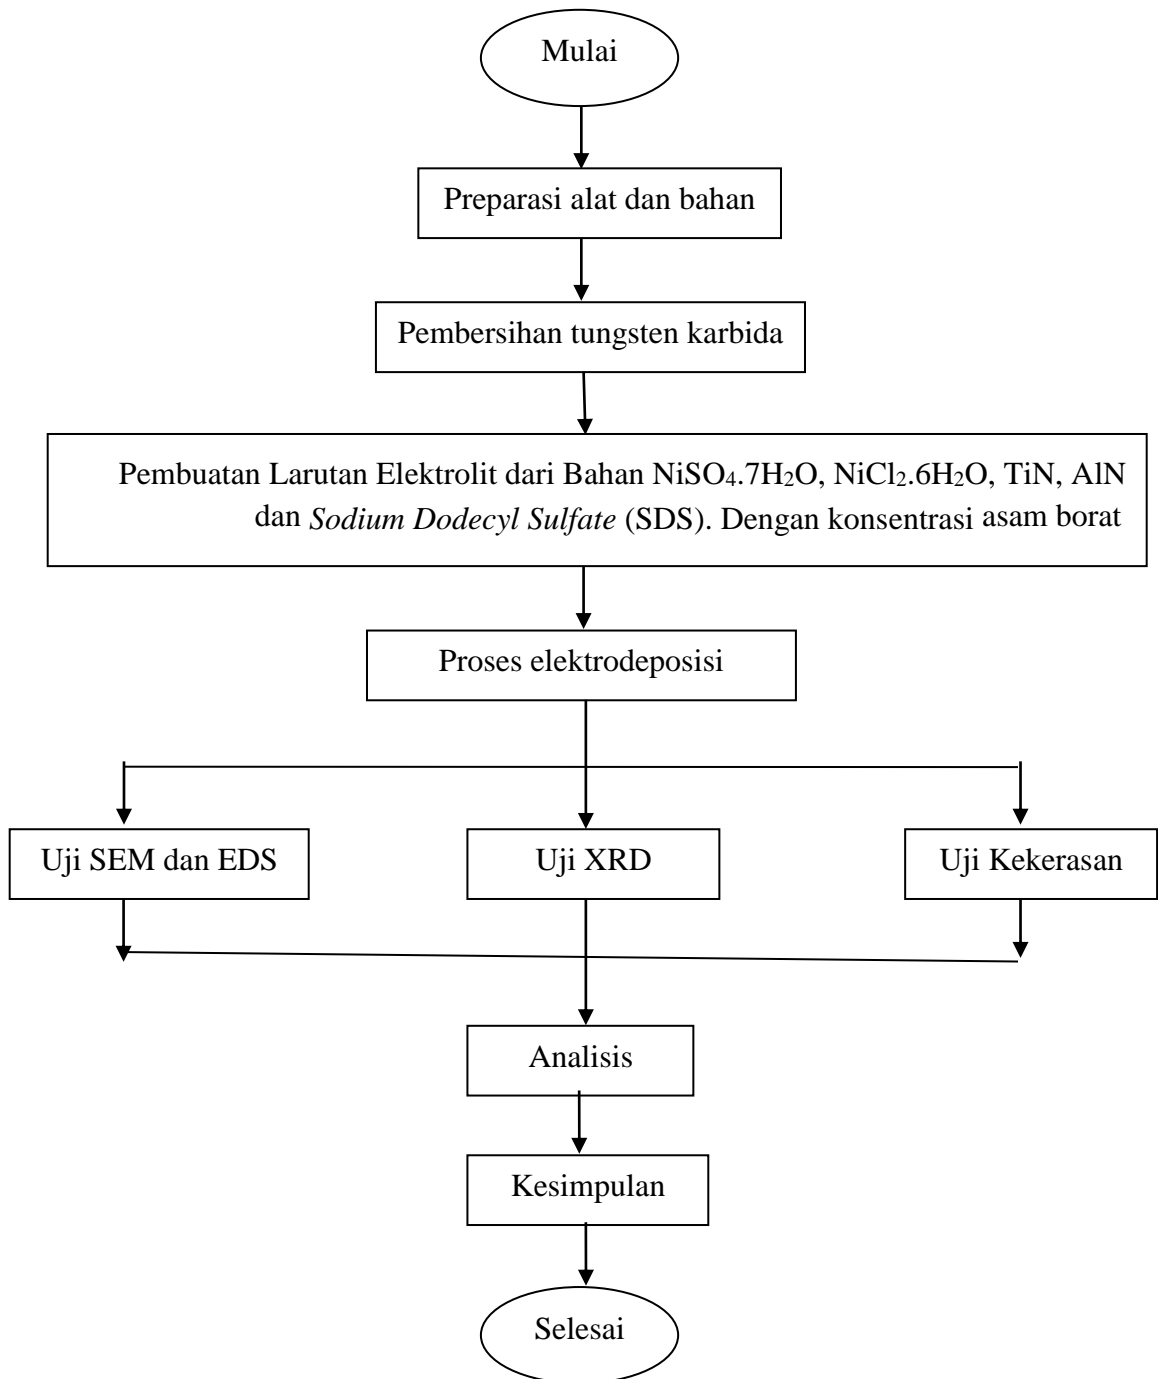 Mulai
Preparasi alat dan bahan
Pembersihan tungsten karbida
Pembuatan Larutan Elektrolit dari Bahan NiSO₄.7H₂O, NiCl₂.6H₂O, TiN, AlN
dan Sodium Dodecyl Sulfate (SDS). Dengan konsentrasi asam borat
Proses elektrodeposisi
Uji SEM dan EDS
Uji XRD
Uji Kekerasan
Analisis
Kesimpulan
Selesai